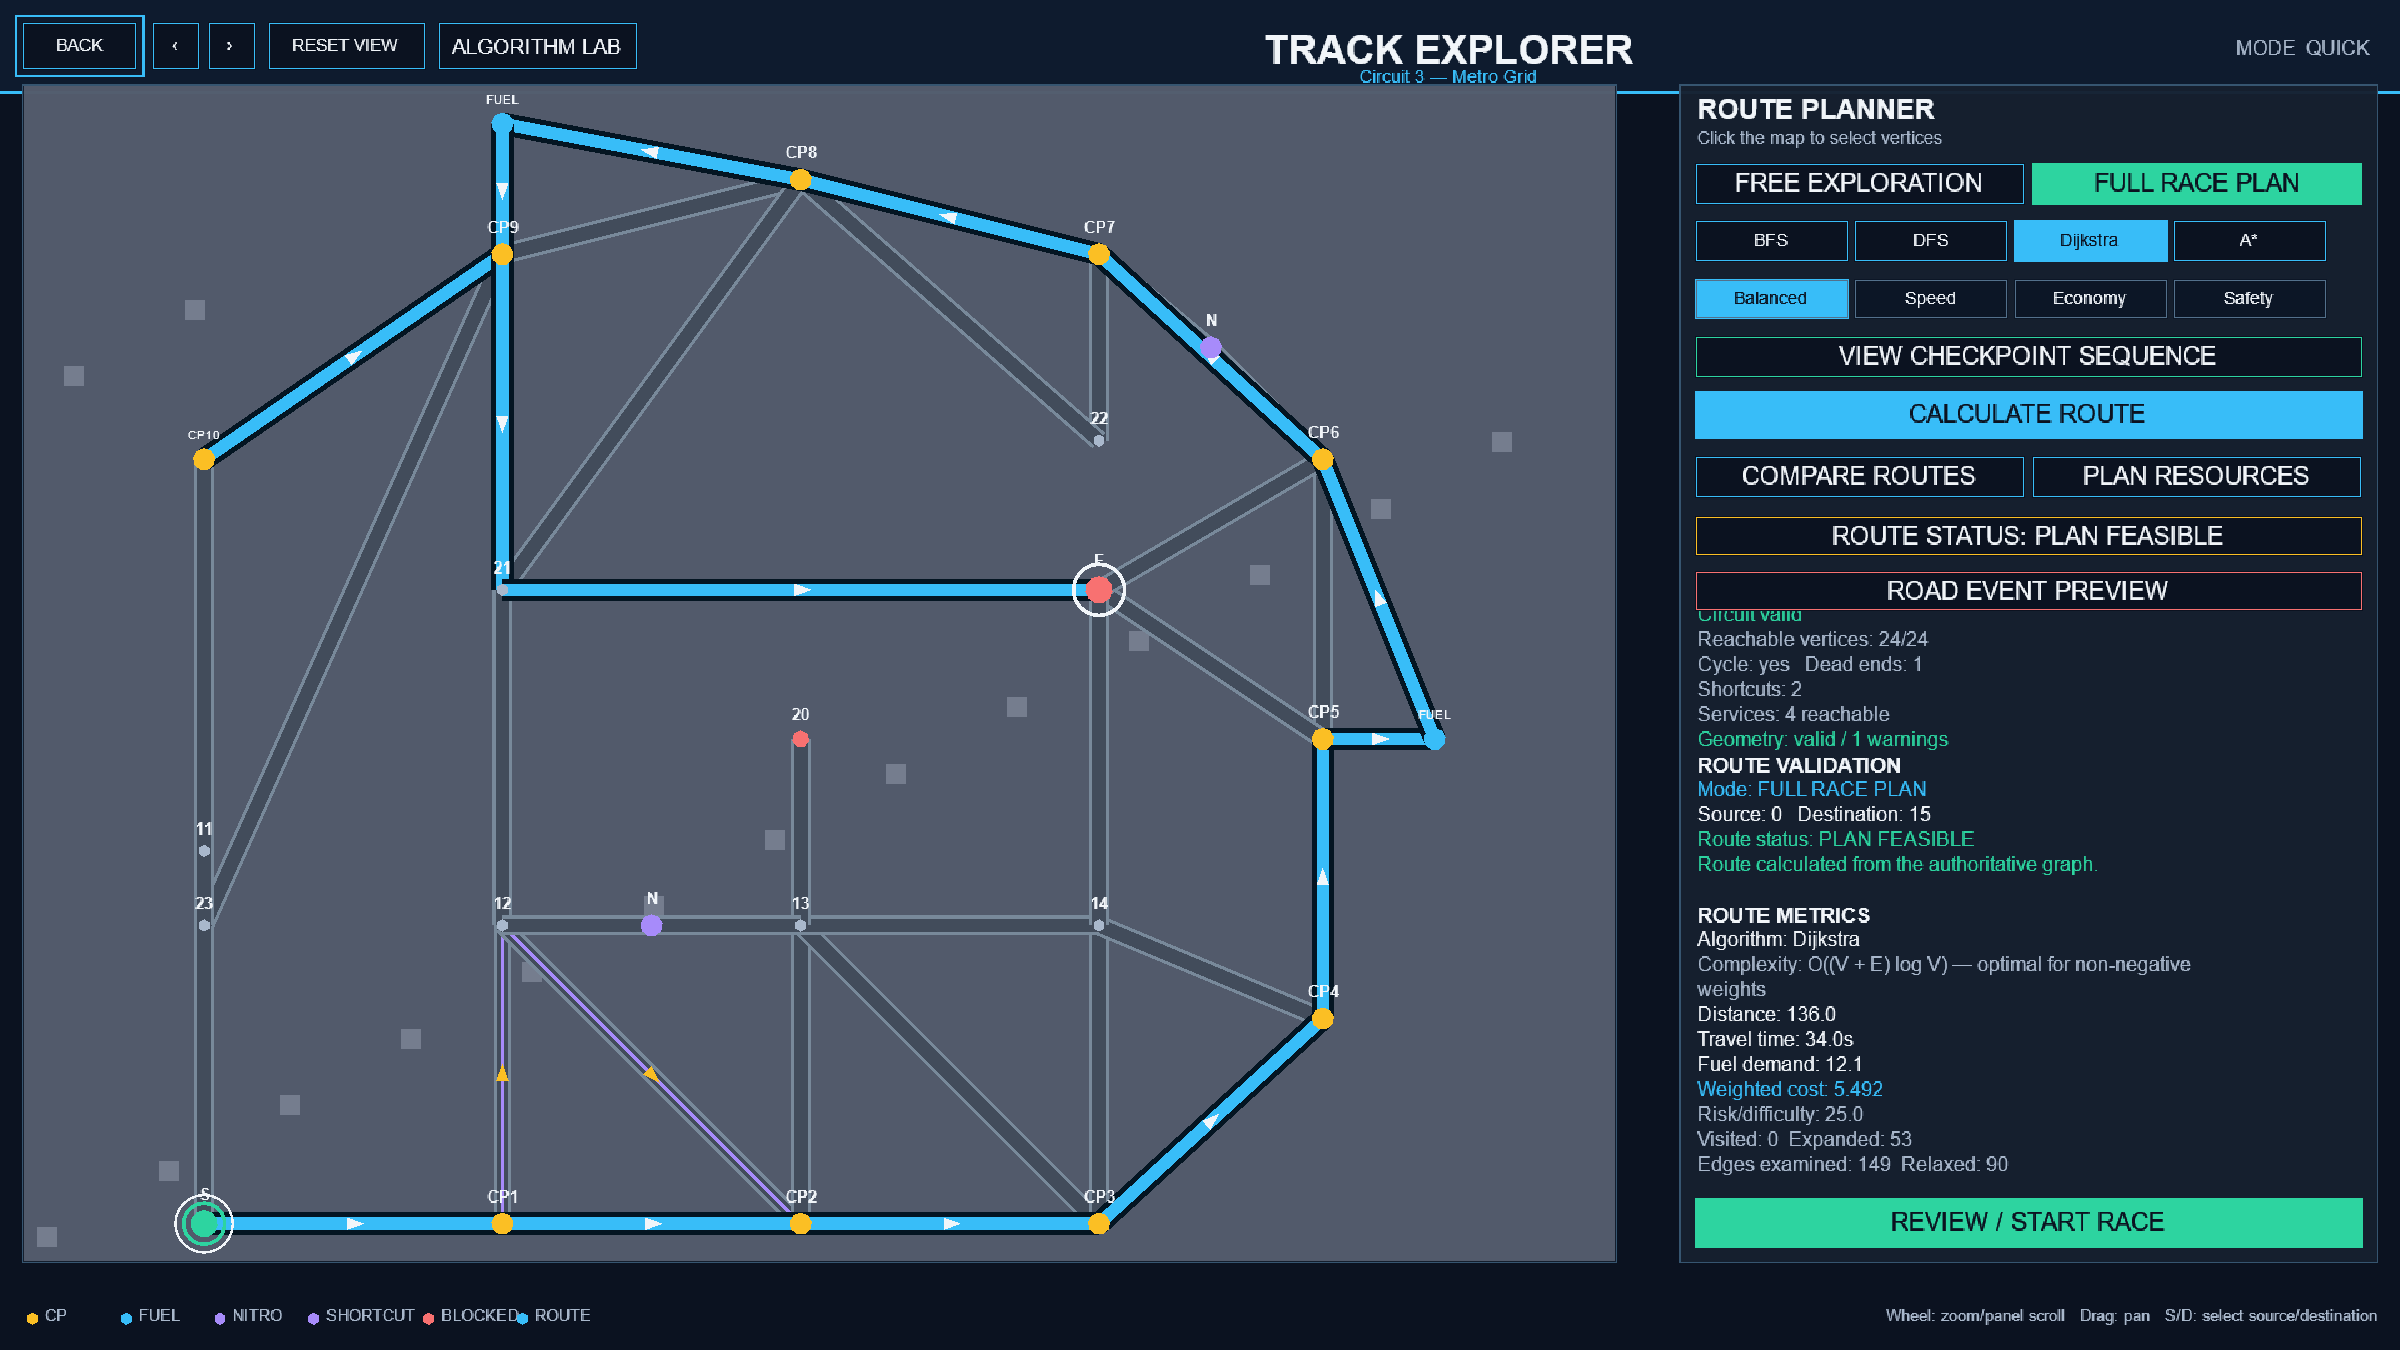 BACK
‹
›
RESET VIEW
ALGORITHM LAB
TRACK EXPLORER
Circuit 3 — Metro Grid
MODE QUICK
FUEL
CP8
CP9
CP7
N
22
CP6
CP10
21
20
CP5
FUEL
11
23
12
N
13
14
CP4
S
CP1
CP2
CP3
ROUTE PLANNER
Click the map to select vertices
FREE EXPLORATION
FULL RACE PLAN
BFS
DFS
Dijkstra
A*
Balanced
Speed
Economy
Safety
VIEW CHECKPOINT SEQUENCE
CALCULATE ROUTE
COMPARE ROUTES
PLAN RESOURCES
ROUTE STATUS: PLAN FEASIBLE
ROAD EVENT PREVIEW
Circuit valid
Reachable vertices: 24/24
Cycle: yes Dead ends: 1
Shortcuts: 2
Services: 4 reachable
Geometry: valid / 1 warnings
ROUTE VALIDATION
Mode: FULL RACE PLAN
Source: 0 Destination: 15
Route status: PLAN FEASIBLE
Route calculated from the authoritative graph.
ROUTE METRICS
Algorithm: Dijkstra
Complexity: O((V + E) log V) — optimal for non-negative
weights
Distance: 136.0
Travel time: 34.0s
Fuel demand: 12.1
Weighted cost: 5.492
Risk/difficulty: 25.0
Visited: 0 Expanded: 53
Edges examined: 149 Relaxed: 90
REVIEW / START RACE
CP
FUEL
NITRO
SHORTCUT
BLOCKED
ROUTE
Wheel: zoom/panel scroll Drag: pan S/D: select source/destination